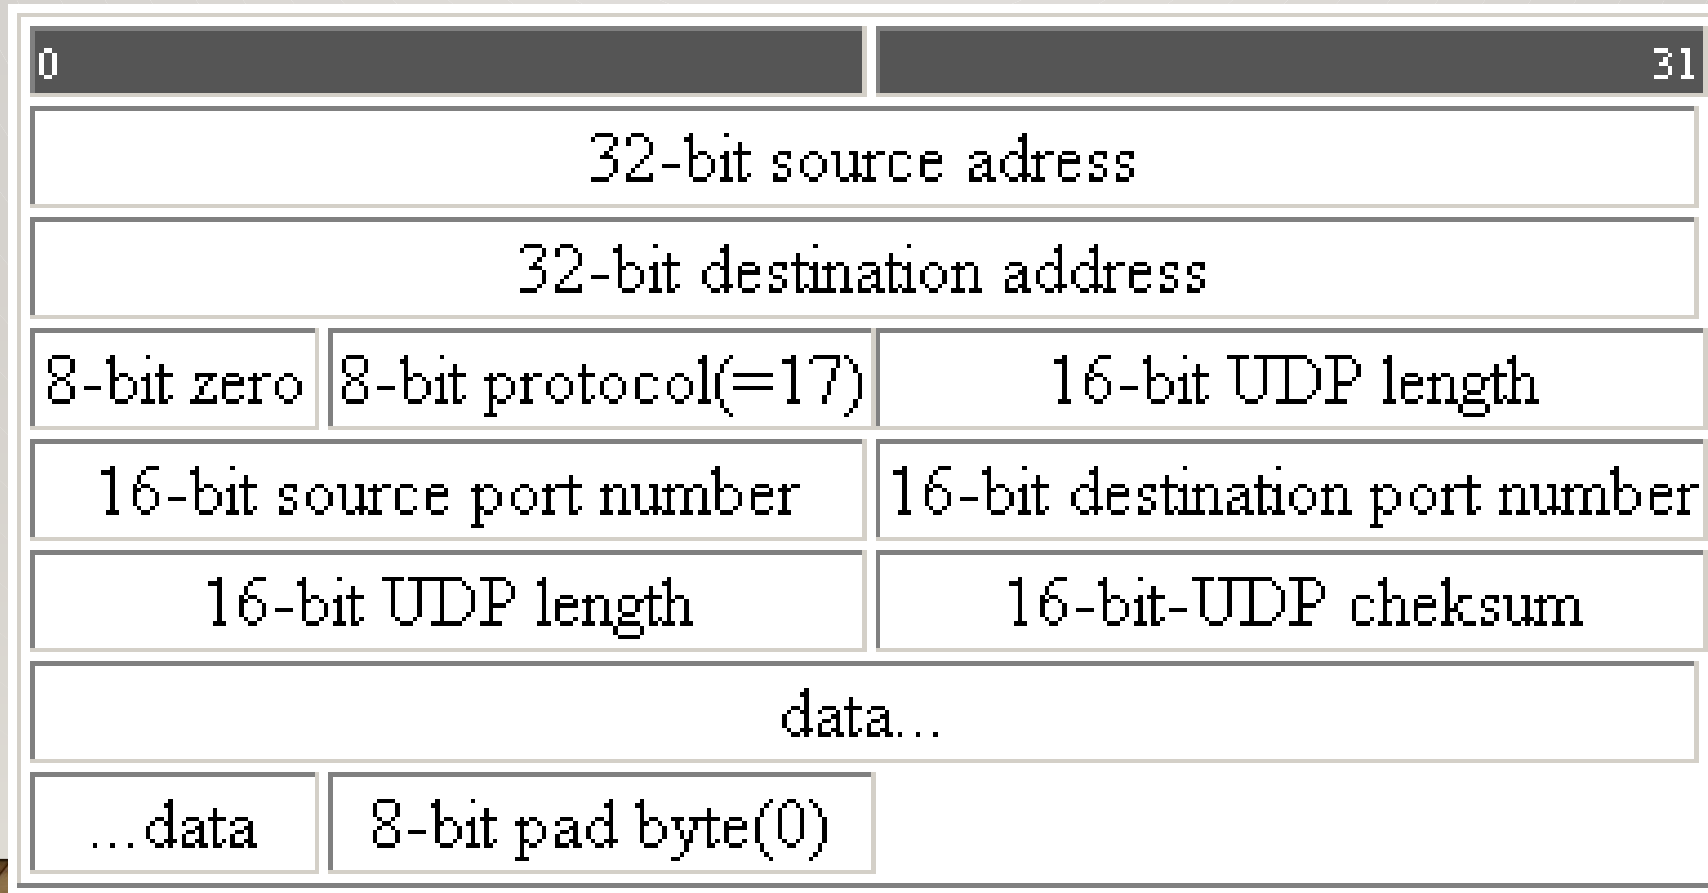 0 31
32-bit source adress
32-bit destination address
8-bit zero 8-bit protocol(=17) 16-bit UDP length
16-bit source port number 16-bit destination port number
16-bit UDP length 16-bit-UDP cheksum
data...
...data 8-bit pad byte(0)